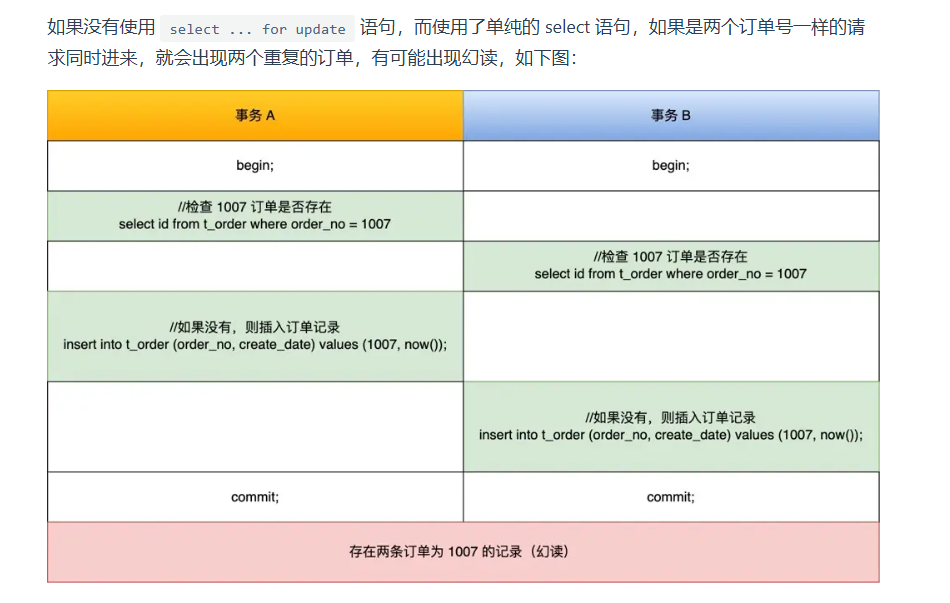 如果没有使用 select ... for update 语句，而使用了单纯的 select 语句，如果是两个订单号一样的请
求同时进来，就会出现两个重复的订单，有可能出现幻读，如下图：
事务 A
事务 B
begin;
begin;
//检查 1007 订单是否存在
select id from t_order where order_no = 1007
//检查 1007 订单是否存在
select id from t_order where order_no = 1007
//如果没有，则插入订单记录
insert into t_order (order_no, create_date) values (1007, now());
//如果没有，则插入订单记录
insert into t_order (order_no, create_date) values (1007, now());
commit;
commit;
存在两条订单为 1007 的记录（幻读）